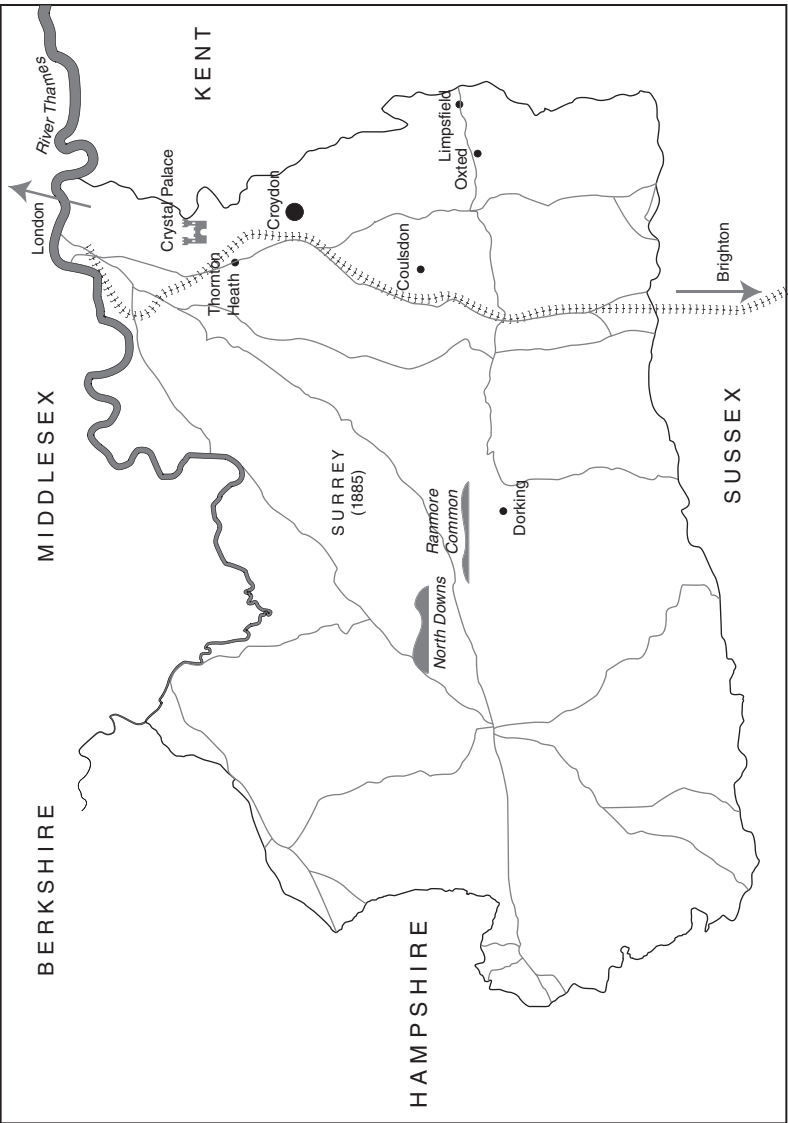 BERKSHIRE
MIDDLESEX
London
River Thames
Crystal Palace
KENT
Thornton
Heath
Croydon
SURREY
(1885)
Coulsdon
HAMPSHIRE
North Downs
Ranmore
Common
Limpsfield
Oxted
Dorking
Brighton
SUSSEX